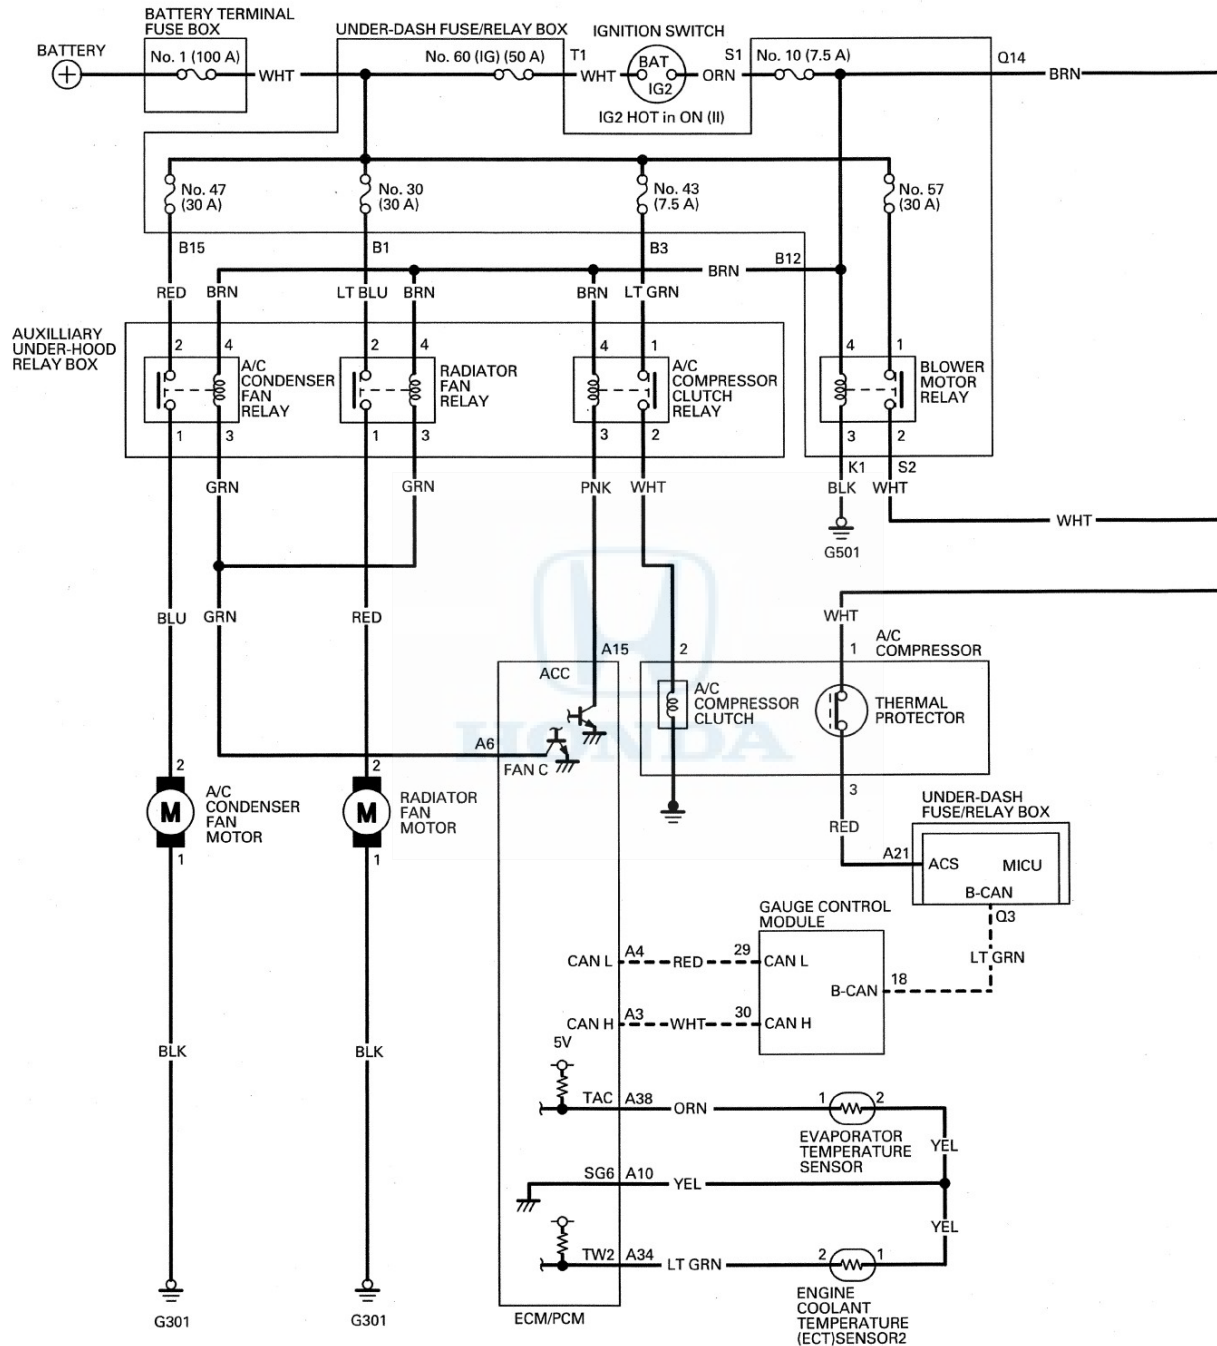 BATTERY TERMINAL
FUSE BOX
UNDER-DASH FUSE/RELAY BOX
IGNITION SWITCH
BATTERY
No. 1 (100 A)
WHT
No. 60 (IG) (50 A)
T1
WHT
BAT
IG2
ORN
S1
No. 10 (7.5 A)
Q14
BRN
IG2 HOT in ON (II)
No. 47
(30 A)
No. 30
(30 A)
No. 43
(7.5 A)
No. 57
(30 A)
B15
B1
B3
B12
BRN
RED
BRN
LT BLU
BRN
BRN
LT GRN
AUXILLIARY
UNDER-HOOD
RELAY BOX
2
4
A/C
CONDENSER
FAN
RELAY
1
3
2
4
RADIATOR
FAN
RELAY
1
3
4
1
A/C
COMPRESSOR
CLUTCH
RELAY
3
2
4
1
BLOWER
MOTOR
RELAY
3
2
K1
S2
GRN
GRN
PNK
WHT
BLK
WHT
G501
WHT
BLU
GRN
RED
WHT
A15
2
1
A/C
COMPRESSOR
ACC
A/C
COMPRESSOR
CLUTCH
THERMAL
PROTECTOR
HONDA
A6
FAN C
3
RED
2
M
1
A/C
CONDENSER
FAN
MOTOR
2
M
1
RADIATOR
FAN
MOTOR
UNDER-DASH
FUSE/RELAY BOX
A21
ACS
MICU
B-CAN
Q3
LT GRN
GAUGE CONTROL
MODULE
CAN L
A4
RED
29
CAN L
B-CAN
18
CAN H
A3
WHT
30
CAN H
5V
BLK
BLK
TAC
A38
ORN
1
2
EVAPORATOR
TEMPERATURE
SENSOR
YEL
SG6
A10
YEL
YEL
TW2
A34
LT GRN
2
1
ENGINE
COOLANT
TEMPERATURE
(ECT)SENSOR2
G301
G301
ECM/PCM